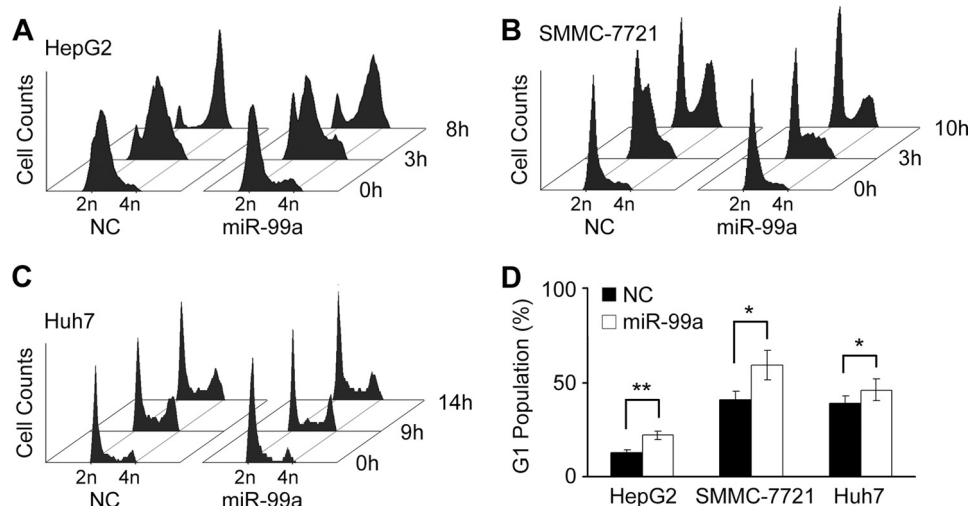 A
HepG2
Cell Counts
8h
3h
0h
2n 4n 2n 4n
NC miR-99a
B
SMMC-7721
Cell Counts
10h
3h
0h
2n 4n 2n 4n
NC miR-99a
C
Huh7
Cell Counts
14h
9h
0h
2n 4n 2n 4n
NC miR-99a
D
G1 Population (%)
100
50
0
NC
miR-99a
** * *
HepG2 SMMC-7721 Huh7